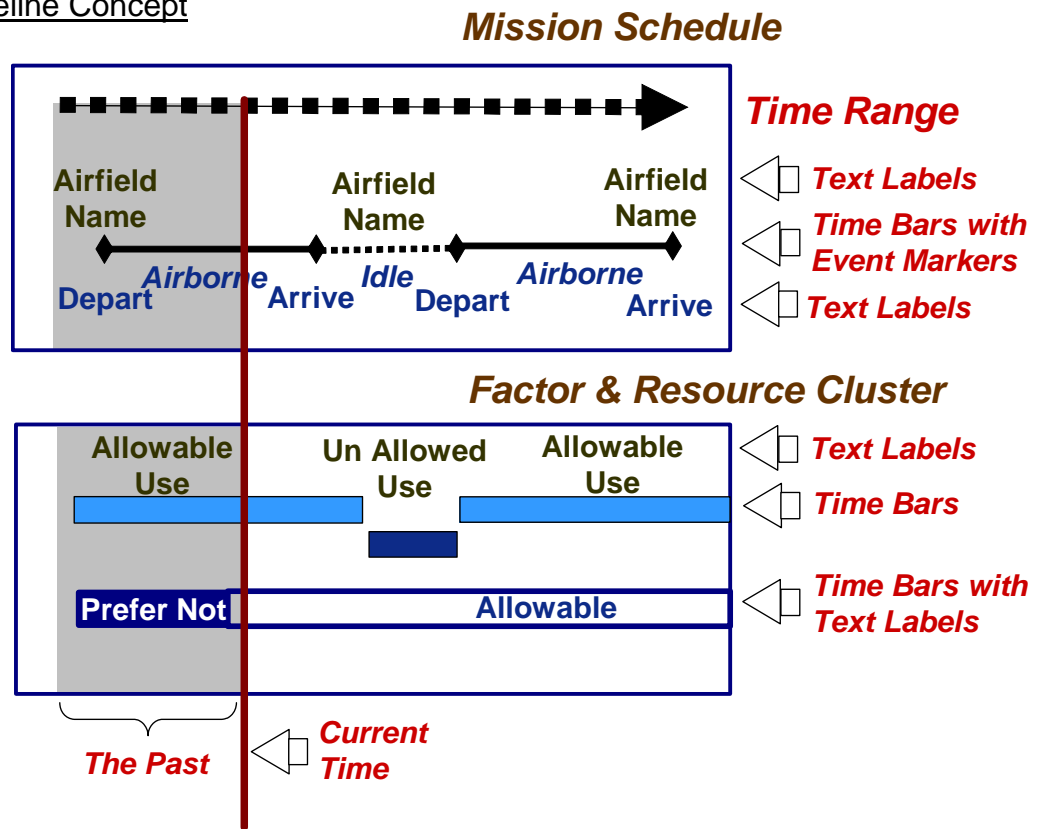 Concept
Mission Schedule
Time Range
Airfield Name
Airfield Name
Airfield Name
Text Labels
Time Bars with
Event Markers
Airborne
Idle
Airborne
Depart
Arrive
Depart
Arrive
Text Labels
Factor & Resource Cluster
Allowable Use
Un Allowed Use
Allowable Use
Text Labels
Time Bars
Prefer Not
Allowable
Time Bars with
Text Labels
The Past
Current
Time